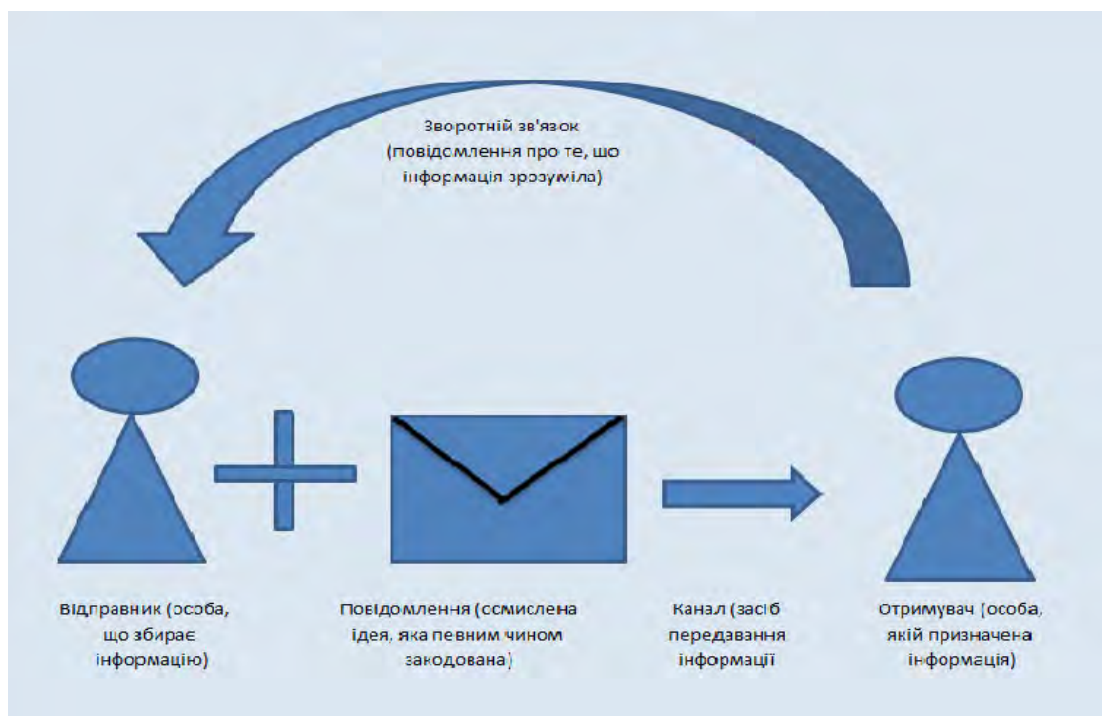 Зворотній зв'язок
(повідомлення про те, що
інформація зрозуміла)
Відправник (особа,
що збирає
інформацію)
Повідомлення (осмислена
ідея, яка певним чином
закодована)
Канал (засіб
передавання
інформації
Отримувач (особа,
якій призначена
інформація)